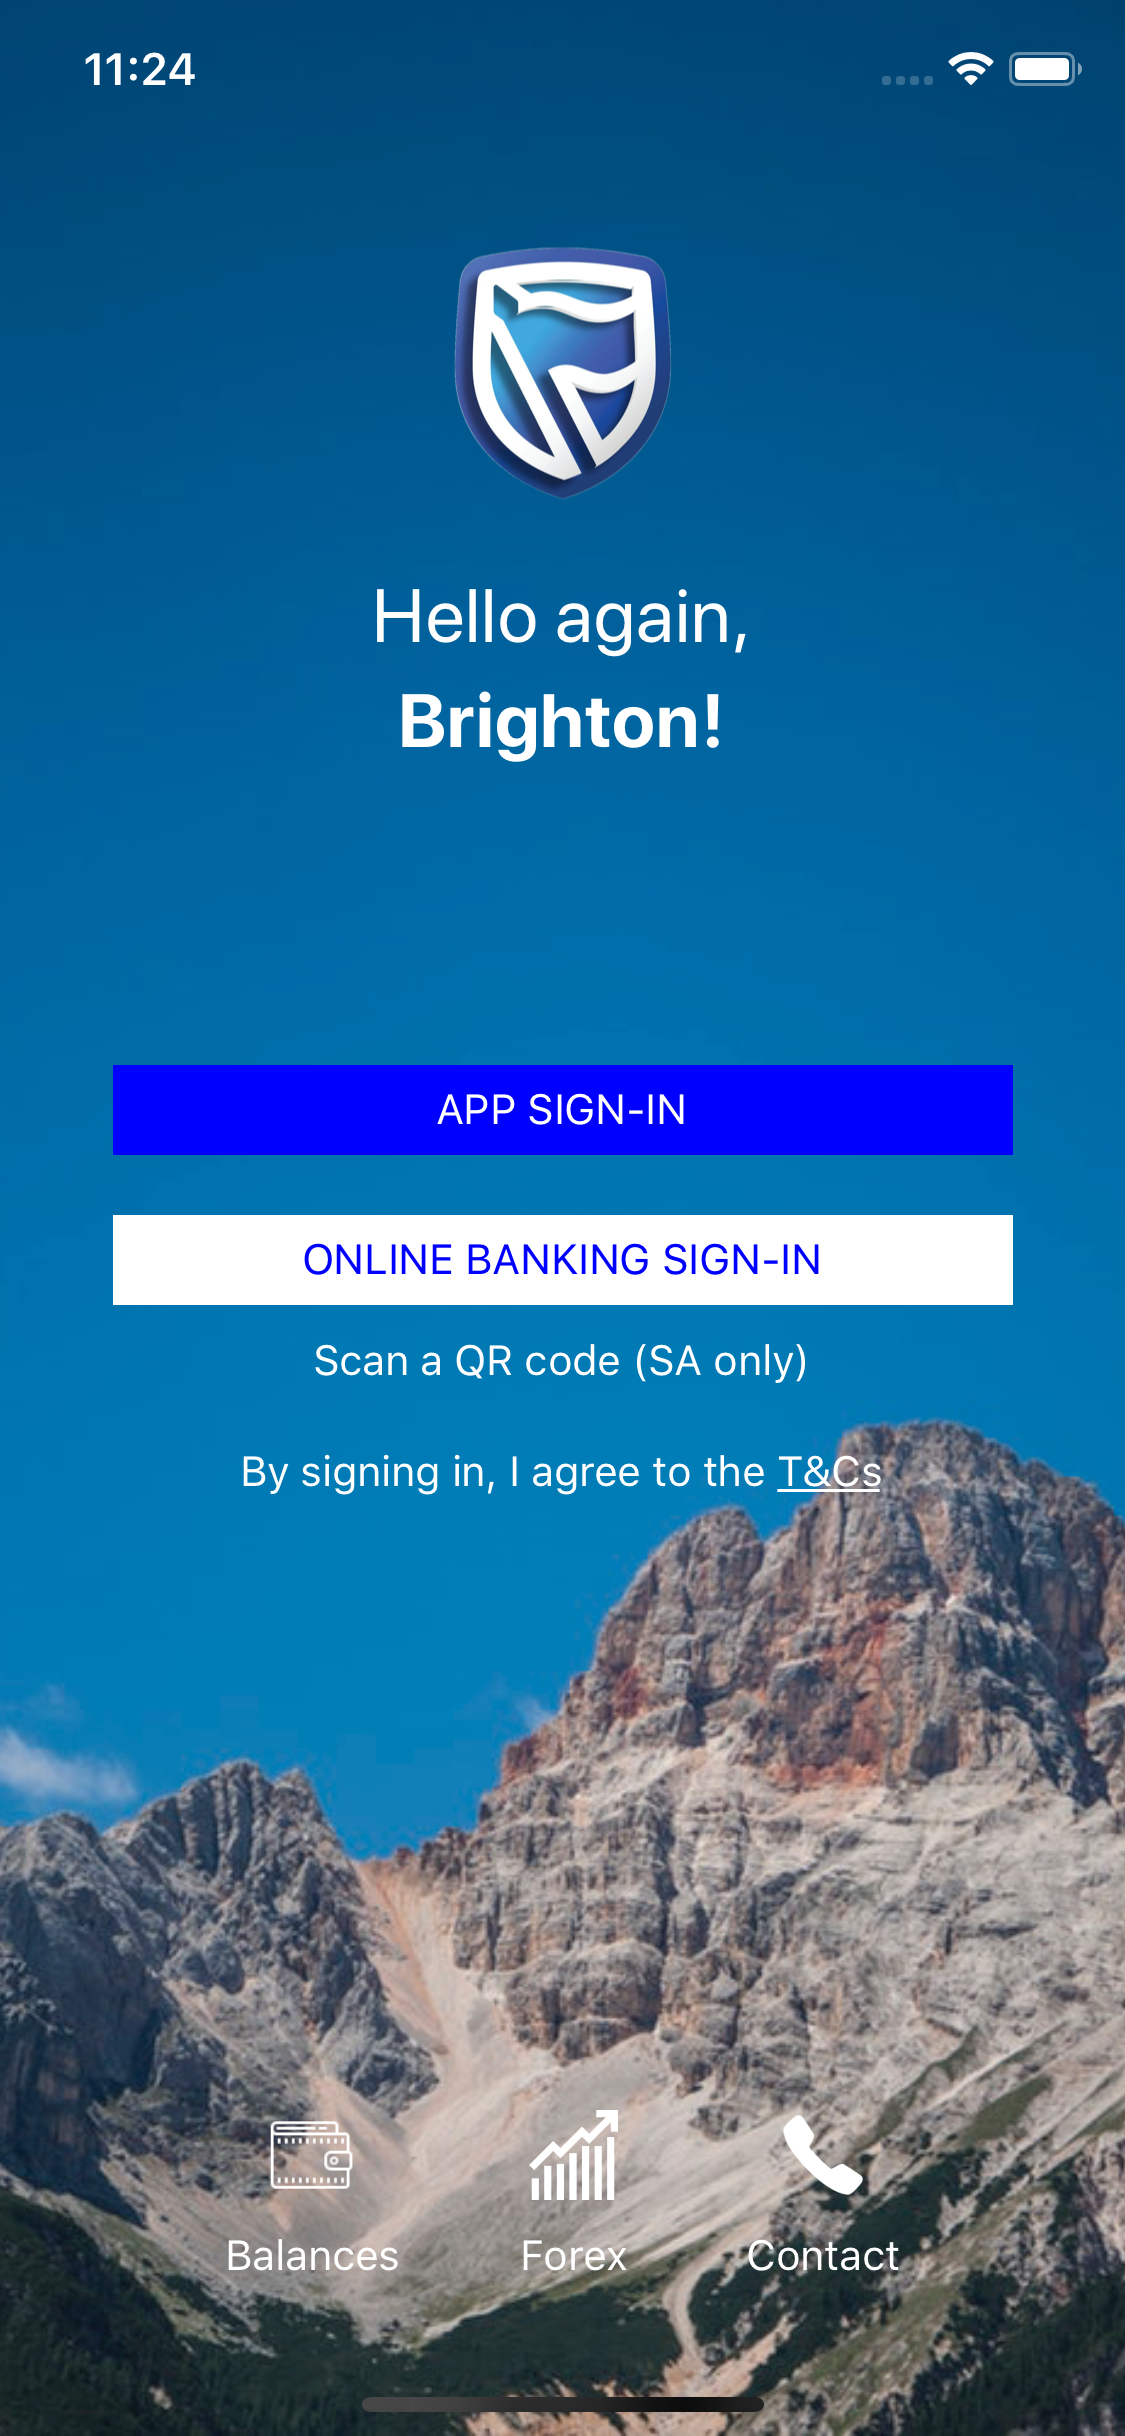 11:24
Hello again,
Brighton!
APP SIGN-IN
ONLINE BANKING SIGN-IN
Scan a QR code (SA only)
By signing in, I agree to the T&Cs
Balances
Forex
Contact